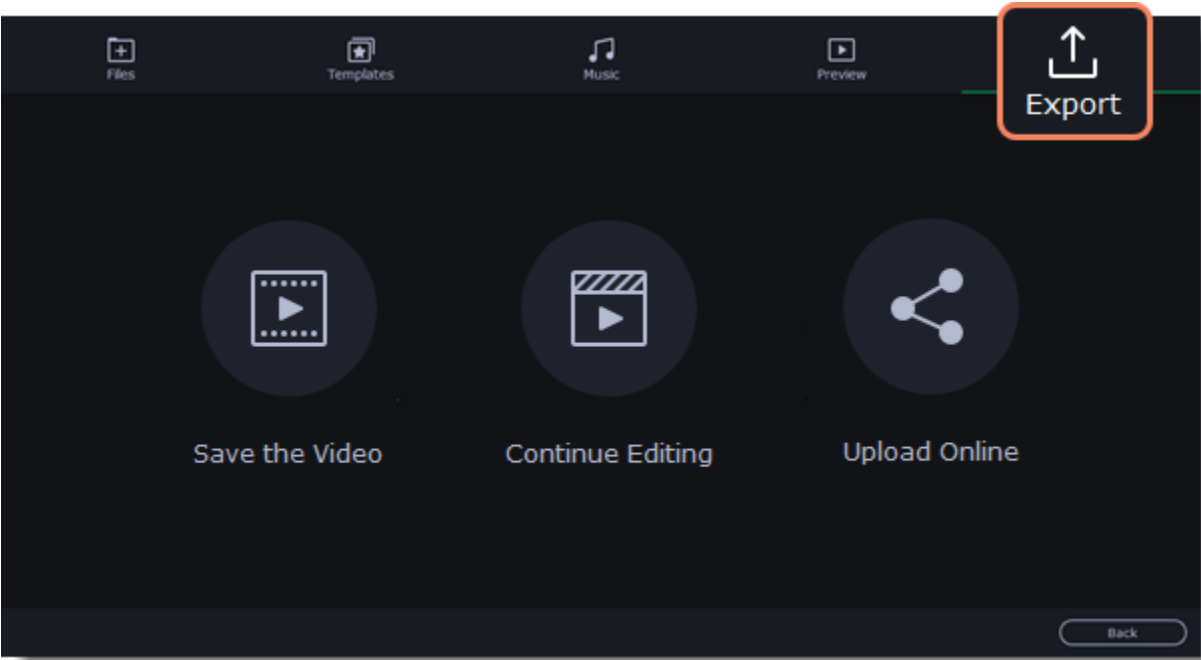 Files
Templates
Music
Preview
Export
Save the Video
Continue Editing
Upload Online
Back